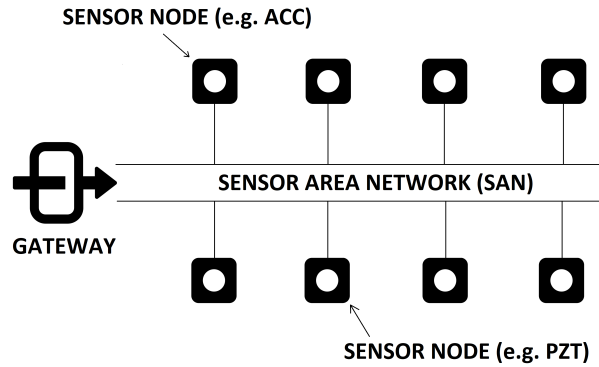 SENSOR NODE (e.g. ACC)
SENSOR AREA NETWORK (SAN)
GATEWAY
SENSOR NODE (e.g. PZT)